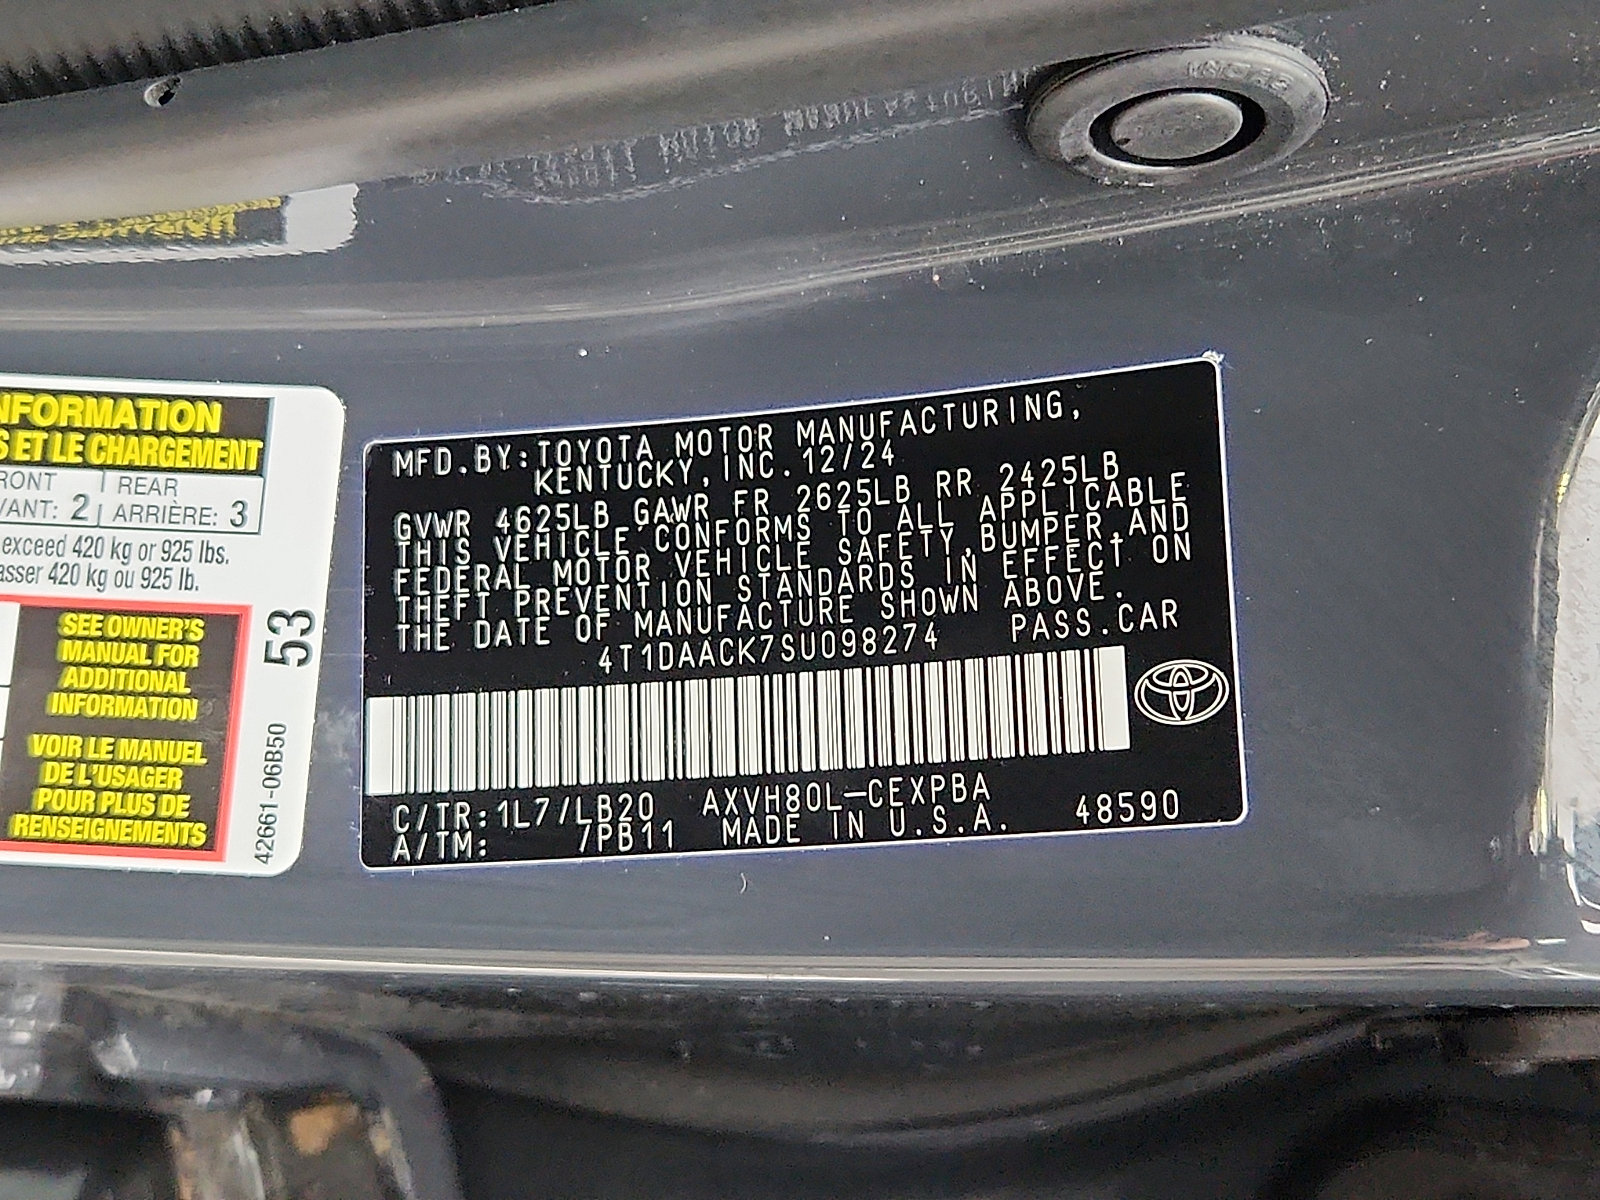 NFORMATION
S ET LE CHARGEMENT
RONT REAR
VANT: 2 ARRIÈRE: 3
exceed 420 kg or 925 lbs.
asser 420 kg ou 925 lb.
SEE OWNER'S
MANUAL FOR
ADDITIONAL
INFORMATION
VOIR LE MANUEL
DE L'USAGER
POUR PLUS DE
RENSEIGNEMENTS
53
42661-06B50
MFD.BY:TOYOTA MOTOR MANUFACTURING,
KENTUCKY,INC.12/24
GVWR 4625LB GAWR FR 2625LB RR 2425LB
THIS VEHICLE CONFORMS TO ALL APPLICABLE
FEDERAL MOTOR VEHICLE SAFETY,BUMPER,AND
THEFT PREVENTION STANDARDS IN EFFECT ON
THE DATE OF MANUFACTURE SHOWN ABOVE.
4T1DAACK7SU098274 PASS.CAR
C/TR:1L7/LB20 AXVH80L-CEXPBA
A/TM: /PB11 MADE IN U.S.A. 48590